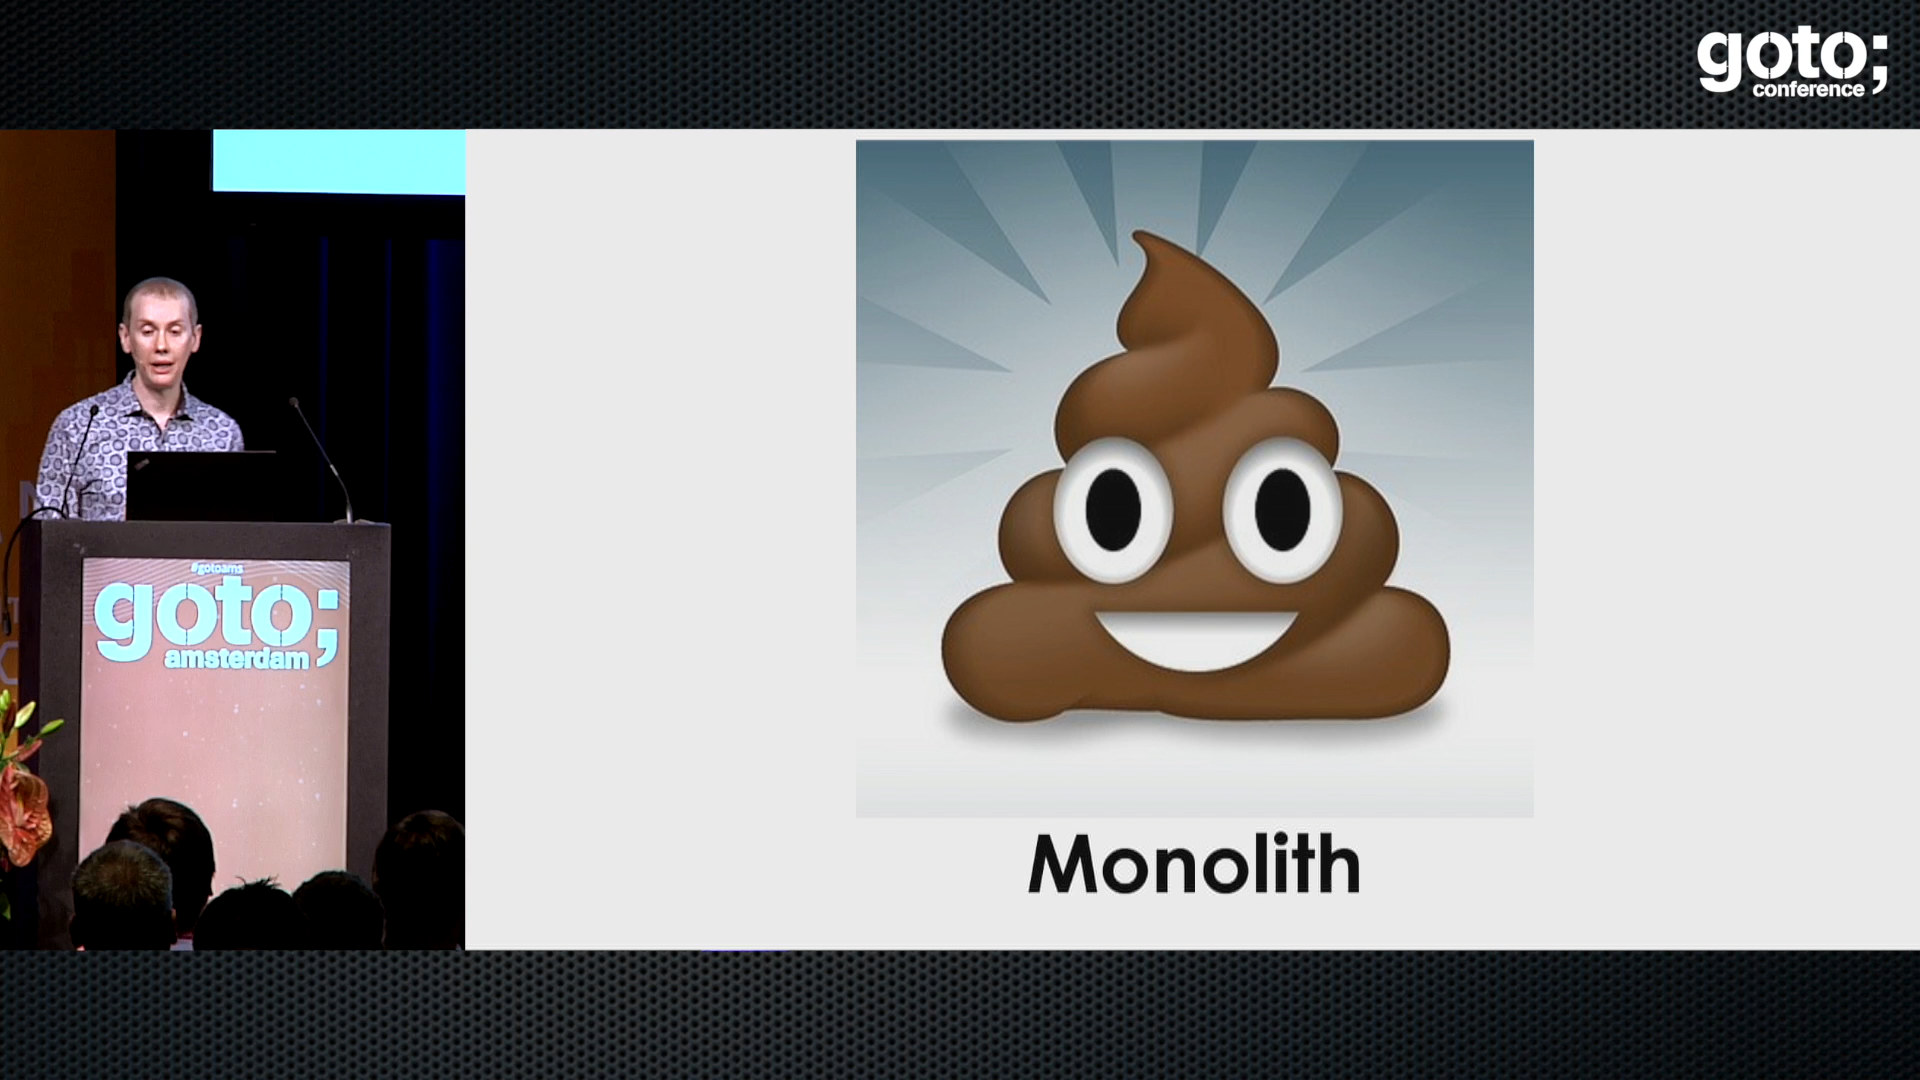 goto;
conference
#gotoams
goto;
amsterdam
Monolith